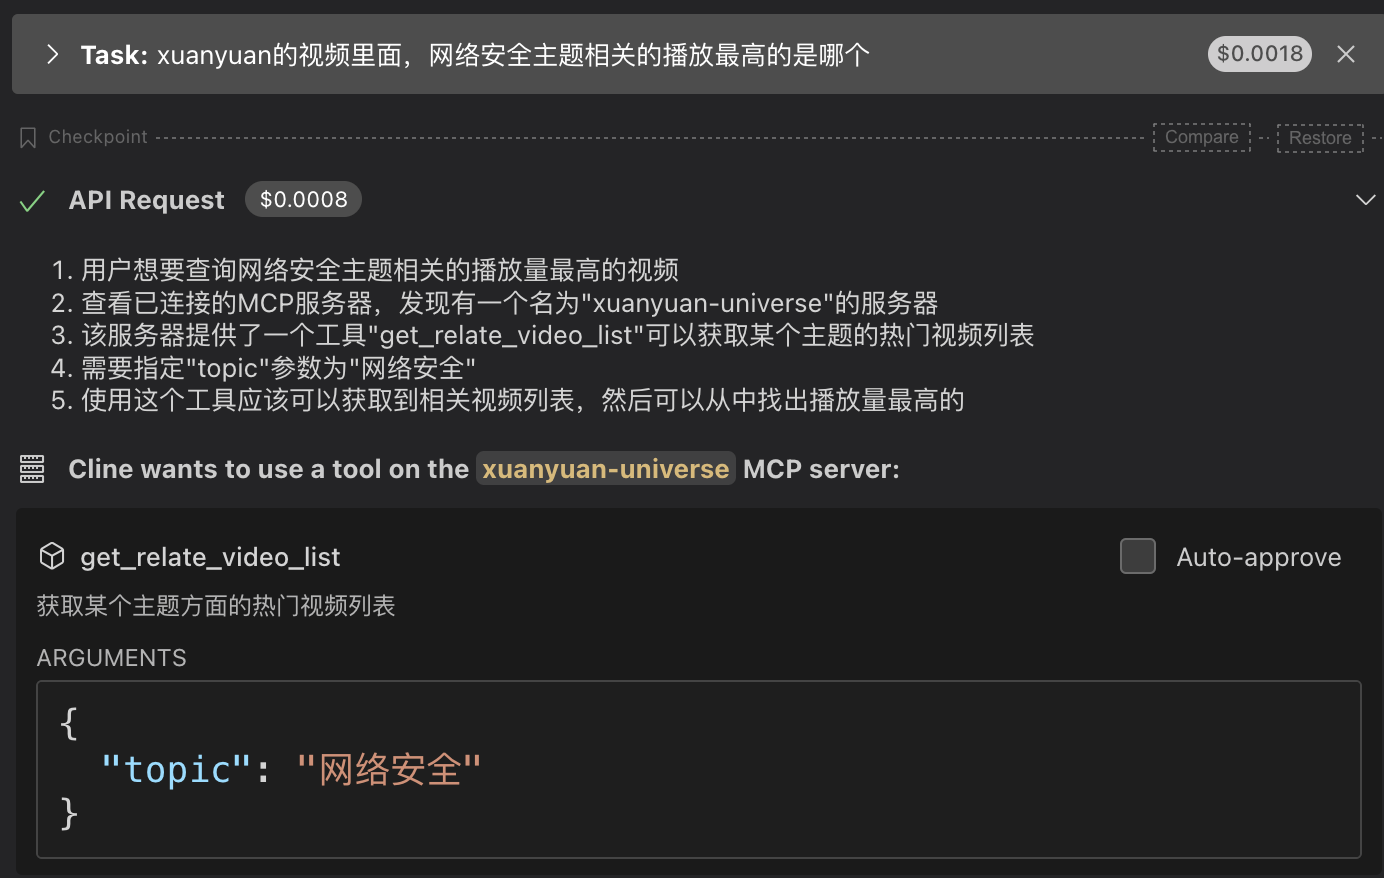 Task: xuanyuan的视频里面，网络安全主题相关的播放最高的是哪个
$0.0018
Checkpoint
Compare
Restore
API Request
$0.0008
1. 用户想要查询网络安全主题相关的播放量最高的视频
2. 查看已连接的MCP服务器，发现有一个名为"xuanyuan-universe"的服务器
3. 该服务器提供了一个工具"get_relate_video_list"可以获取某个主题的热门视频列表
4. 需要指定"topic"参数为"网络安全"
5. 使用这个工具应该可以获取到相关视频列表，然后可以从中找出播放量最高的
Cline wants to use a tool on the xuanyuan-universe MCP server:
get_relate_video_list
Auto-approve
获取某个主题方面的热门视频列表
ARGUMENTS
{
"topic": "网络安全"
}